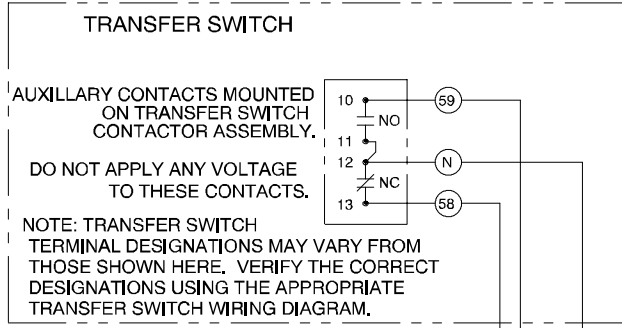 TRANSFER SWITCH
AUXILLARY CONTACTS MOUNTED
ON TRANSFER SWITCH
CONTACTOR ASSEMBLY.
10
59
NO
11
12
N
DO NOT APPLY ANY VOLTAGE
TO THESE CONTACTS.
NC
13
58
NOTE: TRANSFER SWITCH
TERMINAL DESIGNATIONS MAY VARY FROM
THOSE SHOWN HERE. VERIFY THE CORRECT
DESIGNATIONS USING THE APPROPRIATE
TRANSFER SWITCH WIRING DIAGRAM.